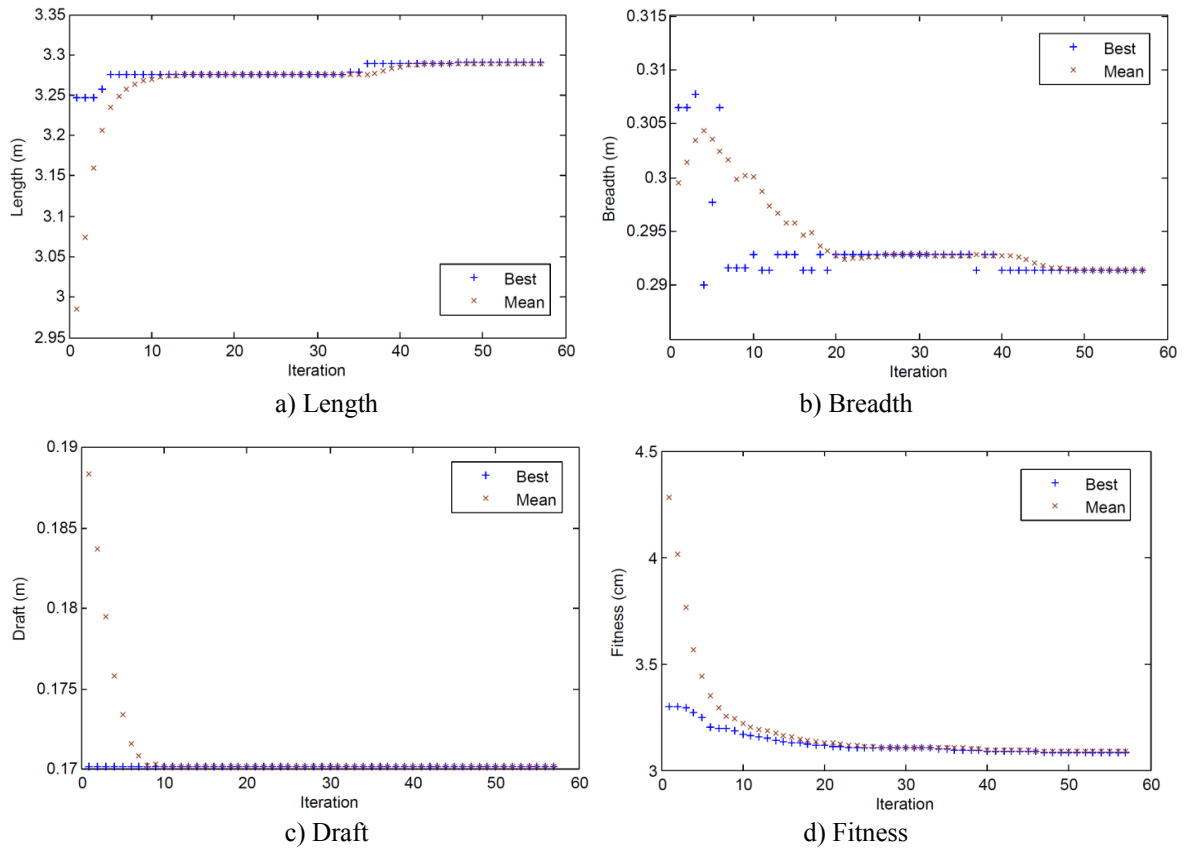 3.35
3.3
3.25
3.2
3.15
3.1
3.05
3
2.95
Length (m)
Best
Mean
0 10 20 30 40 50 60
Iteration
a) Length
0.315
0.31
0.305
0.3
0.295
0.29
Breadth (m)
Best
Mean
0 10 20 30 40 50 60
Iteration
b) Breadth
0.19
0.185
0.18
0.175
0.17
Draft (m)
Best
Mean
0 10 20 30 40 50 60
Iteration
c) Draft
4.5
4
3.5
3
Fitness (cm)
Best
Mean
0 10 20 30 40 50 60
Iteration
d) Fitness